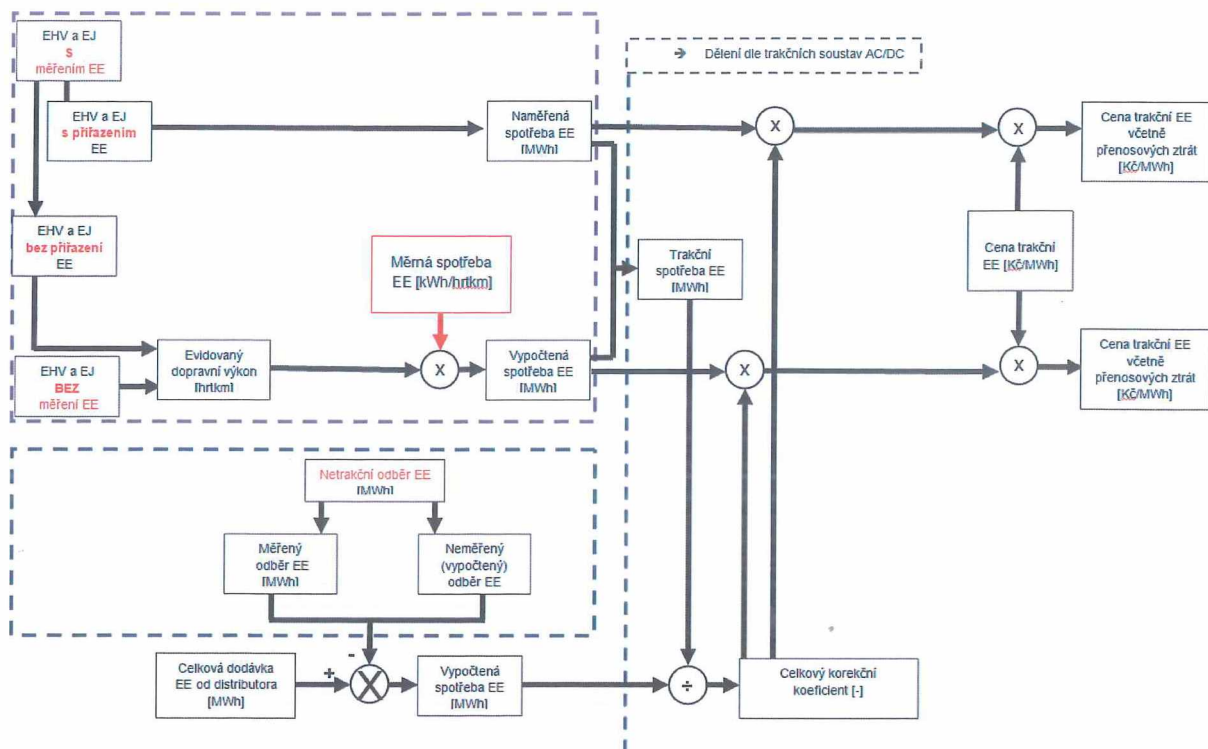 EHV a EJ
S
měřením EE
→ Dělení dle trakčních soustav AC/DC
EHV a EJ
s přiřazením
EE
Naměřená
spotřeba EE
[MWh]
X
X
Cena trakční EE
včetně
přenosových ztrát
[Kč/MWh]
EHV a EJ
bez přiřazení
EE
Měrná spotřeba
EE [kWh/hrtkm]
Trakční
spotřeba EE
[MWh]
Cena trakční
EE [Kč/MWh]
EHV a EJ
BEZ
měření EE
Evidovaný
dopravní výkon
[hrtkm]
X
Vypočtená
spotřeba EE
[MWh]
X
X
Cena trakční EE
včetně
přenosových ztrát
[Kč/MWh]
Netrakční odběr EE
[MWh]
Měřený
odběr EE
[MWh]
Neměřený
(vypočtený)
odběr EE
Celková dodávka
EE od distributora
[MWh]
+
-
X
Vypočtená
spotřeba EE
[MWh]
÷
Celkový korekční
koeficient [-]